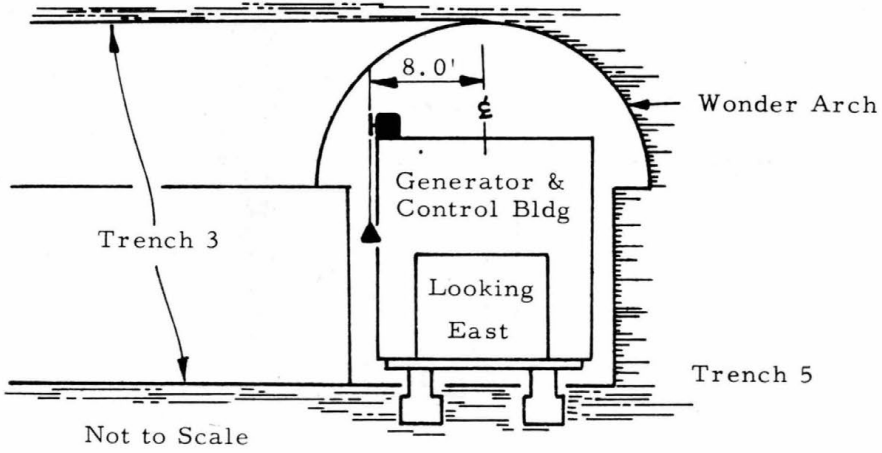 8.0'
℄
Wonder Arch
Generator &
Control Bldg
Trench 3
Looking
East
Trench 5
Not to Scale